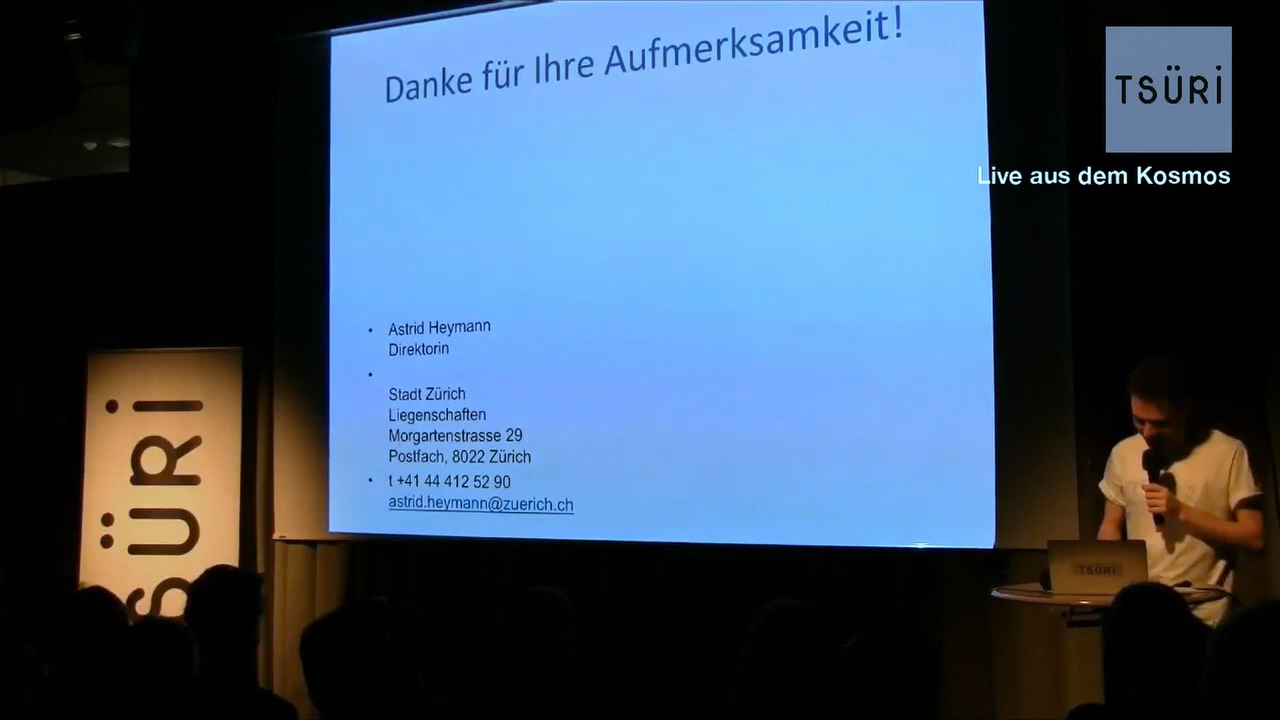 Danke für Ihre Aufmerksamkeit!
TSÜRi
Live aus dem Kosmos
• Astrid Heymann
Direktorin
•
Stadt Zürich
Liegenschaften
Morgartenstrasse 29
Postfach, 8022 Zürich
• t +41 44 412 52 90
astrid.heymann@zuerich.ch
SÜRi
TSÜRi